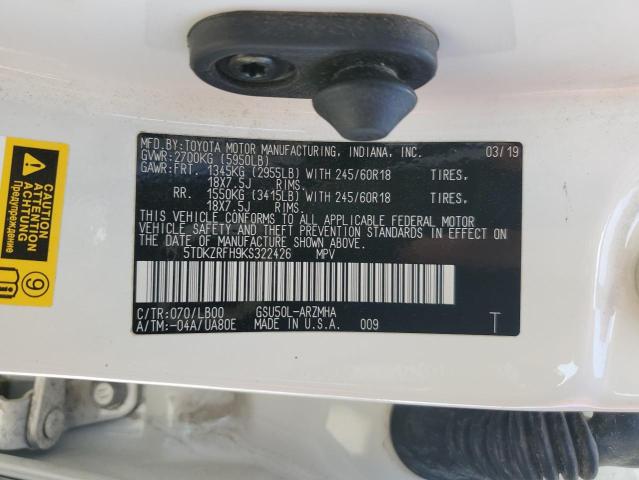 MFD.BY:TOYOTA MOTOR MANUFACTURING, INDIANA, INC. 03/19
GVWR:2700KG (5950LB)
GAWR:FRT. 1345KG (2955LB) WITH 245/60R18 TIRES,
18X7.5J RIMS.
RR. 1550KG (3415LB) WITH 245/60R18 TIRES,
18X7.5J RIMS.
THIS VEHICLE CONFORMS TO ALL APPLICABLE FEDERAL MOTOR
VEHICLE SAFETY AND THEFT PREVENTION STANDARDS IN EFFECT
ON THE DATE OF MANUFACTURE SHOWN ABOVE.
5TDKZRFH9KS322426 MPV
C/TR:070/LB00 GSU50L-ARZMHA
A/TM:-04A/UA80E MADE IN U.S.A. 009 T
CAUTION
ATTENTION
ACHTUNG
Предупреждение
9